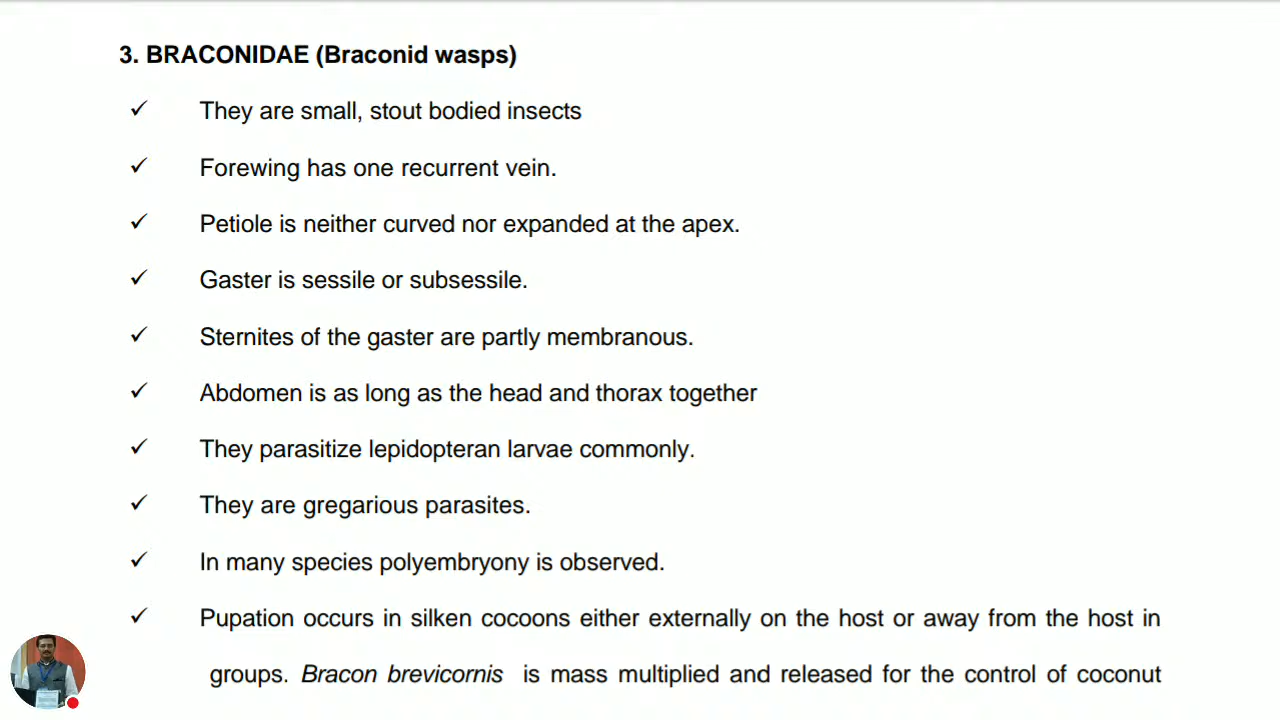 3. BRACONIDAE (Braconid wasps)
✓ They are small, stout bodied insects
✓ Forewing has one recurrent vein.
✓ Petiole is neither curved nor expanded at the apex.
✓ Gaster is sessile or subsessile.
✓ Sternites of the gaster are partly membranous.
✓ Abdomen is as long as the head and thorax together
✓ They parasitize lepidopteran larvae commonly.
✓ They are gregarious parasites.
✓ In many species polyembryony is observed.
✓ Pupation occurs in silken cocoons either externally on the host or away from the host in
groups. Bracon brevicornis is mass multiplied and released for the control of coconut